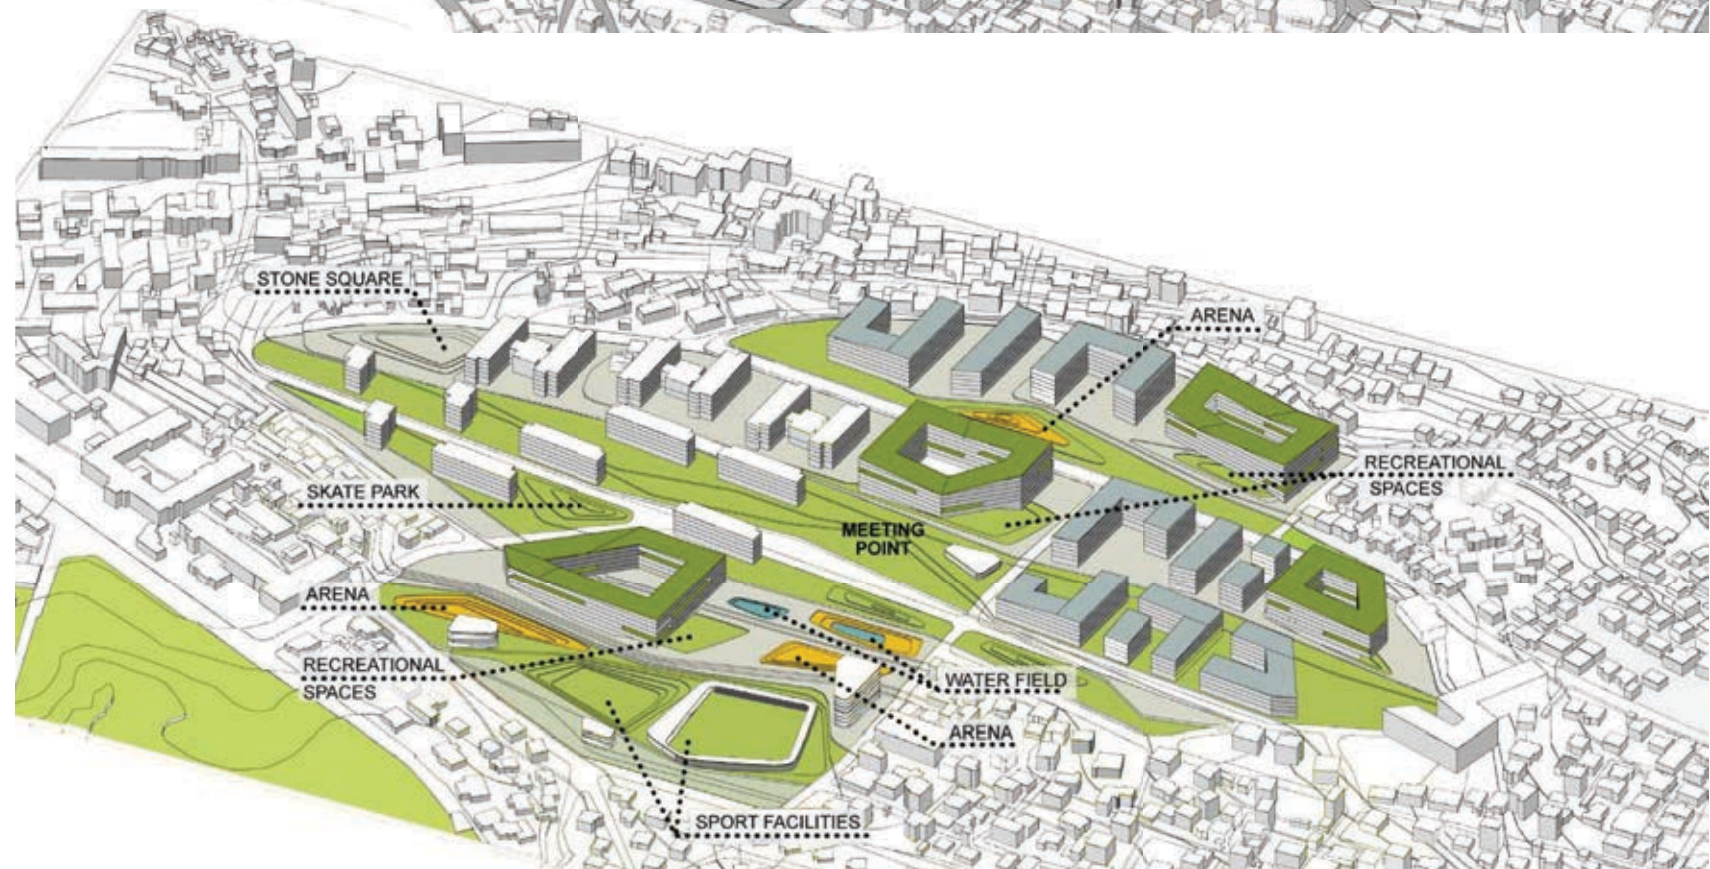 STONE SQUARE
ARENA
RECREATIONAL
SPACES
SKATE PARK
MEETING
POINT
ARENA
RECREATIONAL
SPACES
WATER FIELD
ARENA
SPORT FACILITIES